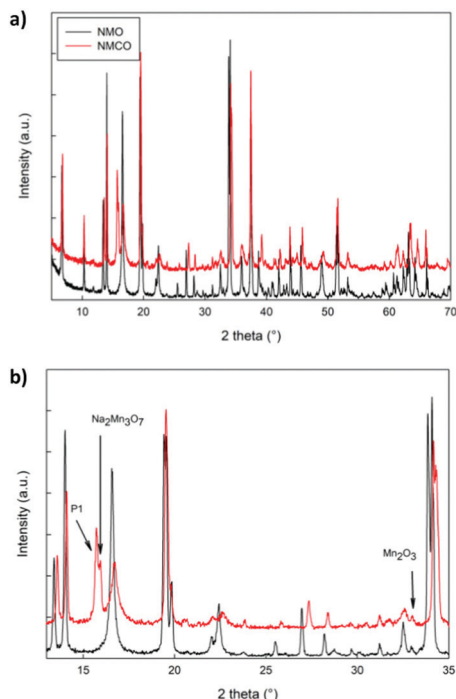 a)
NMO
NMCO
Intensity (a.u.)
10 20 30 40 50 60 70
2 theta (°)
b)
Na₂Mn₃O₇
P1
Mn₂O₃
Intensity (a.u.)
15 20 25 30 35
2 theta (°)